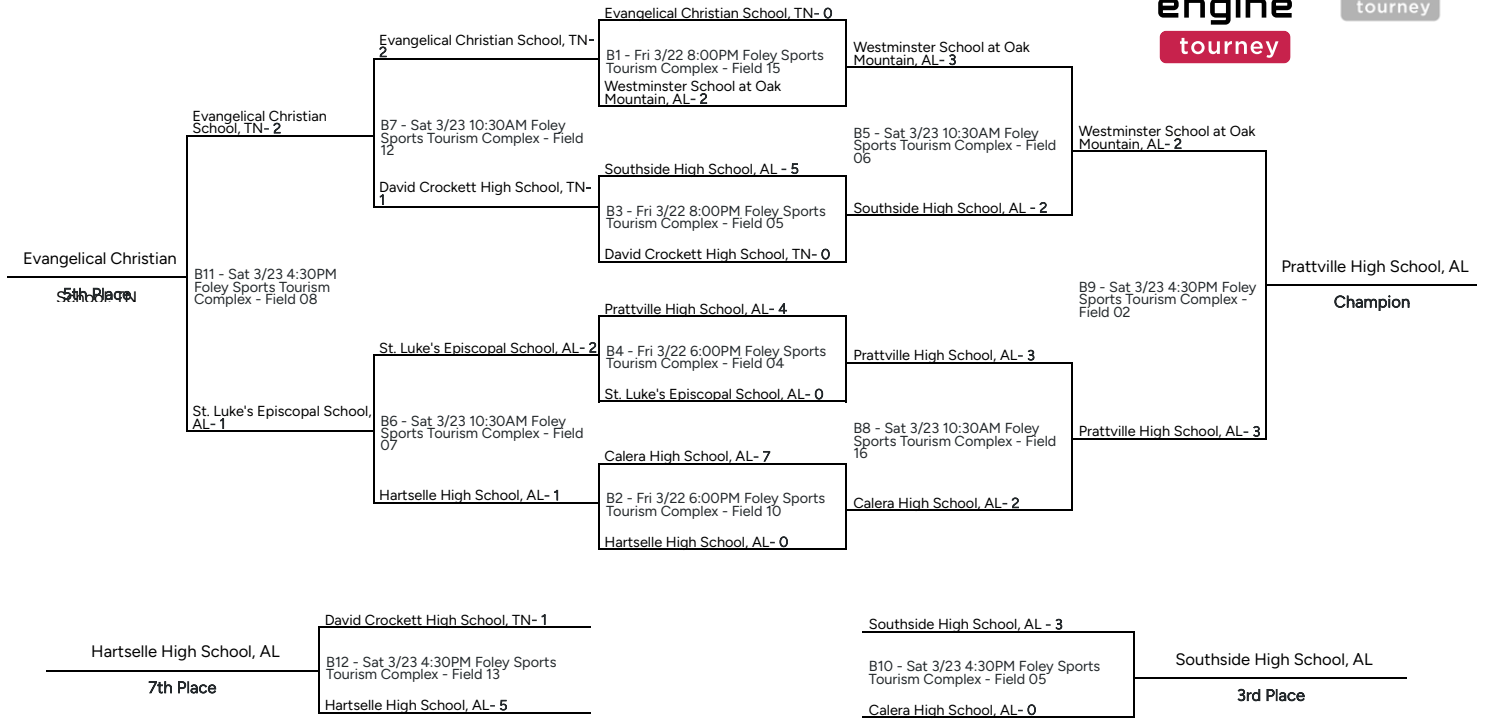 engine
tourney
tourney
Evangelical Christian School, TN- 0
B1 - Fri 3/22 8:00PM Foley Sports
Tourism Complex - Field 15
Westminster School at Oak
Mountain, AL- 2
Evangelical Christian School, TN-
2
Westminster School at Oak
Mountain, AL- 3
Evangelical Christian
School, TN- 2
B7 - Sat 3/23 10:30AM Foley
Sports Tourism Complex - Field
12
B5 - Sat 3/23 10:30AM Foley
Sports Tourism Complex - Field
06
Westminster School at Oak
Mountain, AL- 2
David Crockett High School, TN-
1
Southside High School, AL - 5
B3 - Fri 3/22 8:00PM Foley Sports
Tourism Complex - Field 05
David Crockett High School, TN- 0
Southside High School, AL - 2
Evangelical Christian
School, TN
5th Place
B11 - Sat 3/23 4:30PM
Foley Sports Tourism
Complex - Field 08
B9 - Sat 3/23 4:30PM Foley
Sports Tourism Complex -
Field 02
Prattville High School, AL
Champion
Prattville High School, AL- 4
B4 - Fri 3/22 6:00PM Foley Sports
Tourism Complex - Field 04
St. Luke's Episcopal School, AL- 0
St. Luke's Episcopal School, AL- 2
Prattville High School, AL- 3
St. Luke's Episcopal School,
AL- 1
B6 - Sat 3/23 10:30AM Foley
Sports Tourism Complex - Field
07
B8 - Sat 3/23 10:30AM Foley
Sports Tourism Complex - Field
16
Prattville High School, AL- 3
Calera High School, AL- 7
B2 - Fri 3/22 6:00PM Foley Sports
Tourism Complex - Field 10
Hartselle High School, AL- 0
Hartselle High School, AL- 1
Calera High School, AL- 2
David Crockett High School, TN- 1
B12 - Sat 3/23 4:30PM Foley Sports
Tourism Complex - Field 13
Hartselle High School, AL- 5
Hartselle High School, AL
7th Place
Southside High School, AL - 3
B10 - Sat 3/23 4:30PM Foley Sports
Tourism Complex - Field 05
Calera High School, AL- 0
Southside High School, AL
3rd Place